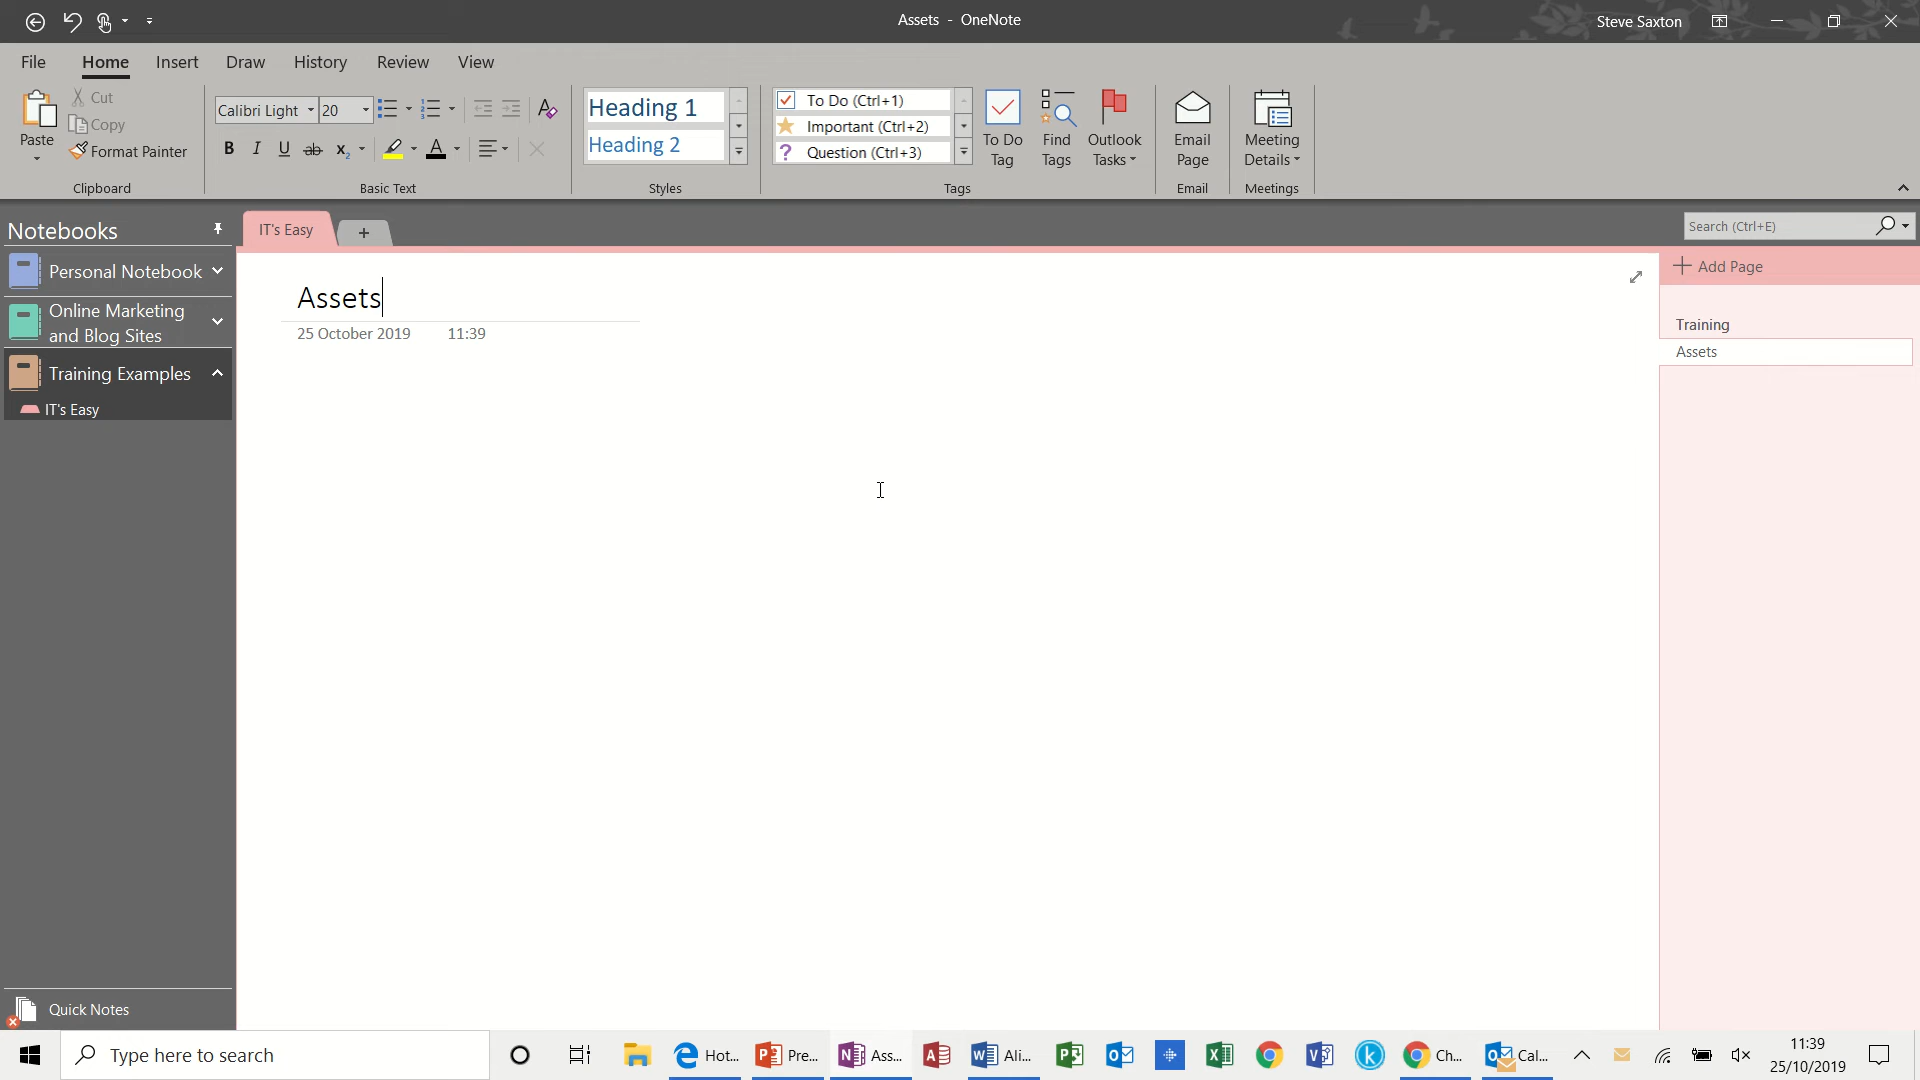 Assets - OneNote
Steve Saxton
File Home Insert Draw History Review View
Paste
Cut
Copy
Format Painter
Clipboard
Calibri Light 20
B I U ab x₂ A
Basic Text
Heading 1
Heading 2
Styles
To Do (Ctrl+1)
Important (Ctrl+2)
Question (Ctrl+3)
To Do Tag
Find Tags
Outlook Tasks
Tags
Email Page
Email
Meeting Details
Meetings
Notebooks
IT's Easy
+
Search (Ctrl+E)
Personal Notebook
Online Marketing
and Blog Sites
Training Examples
IT's Easy
Assets
25 October 2019 11:39
Add Page
Training
Assets
Quick Notes
Type here to search
Hot...
Pre...
Ass...
Ali...
Ch...
Cal...
11:39
25/10/2019